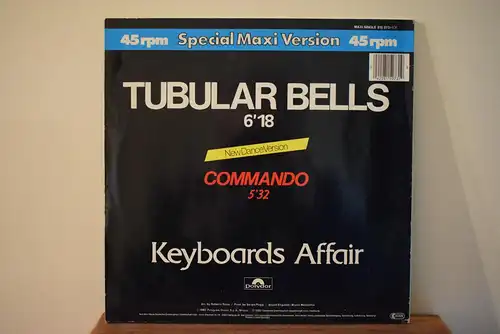 MAXI-SINGLE
45 rpm Special Maxi Version 45 rpm
TUBULAR BELLS
6'18
New Dance Version
COMMANDO
5'32
Keyboards Affair
Polydor